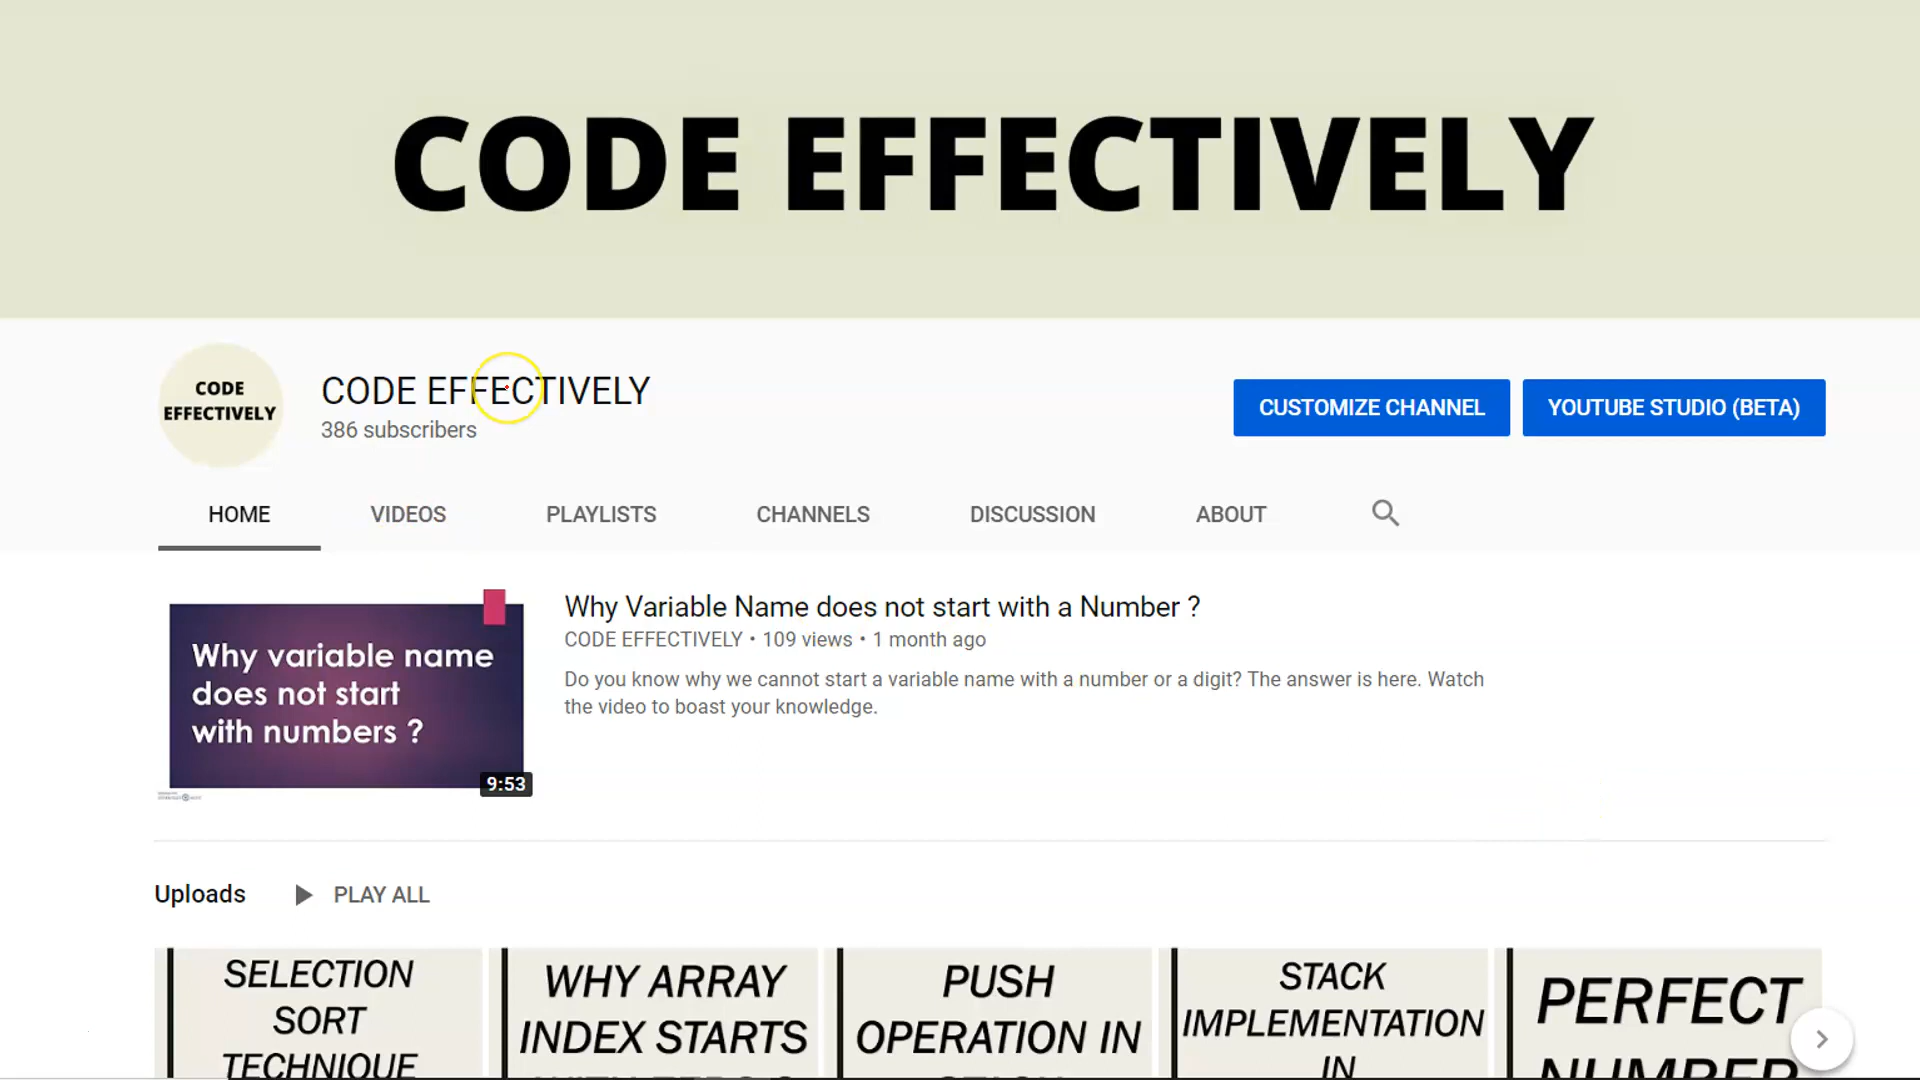 CODE EFFECTIVELY
CODE
EFFECTIVELY
CODE EFFECTIVELY
386 subscribers
CUSTOMIZE CHANNEL
YOUTUBE STUDIO (BETA)
HOME
VIDEOS
PLAYLISTS
CHANNELS
DISCUSSION
ABOUT
Why variable name
does not start
with numbers ?
9:53
Why Variable Name does not start with a Number ?
CODE EFFECTIVELY • 109 views • 1 month ago
Do you know why we cannot start a variable name with a number or a digit? The answer is here. Watch
the video to boast your knowledge.
Uploads
PLAY ALL
SELECTION
SORT
TECHNIQUE
WHY ARRAY
INDEX STARTS
PUSH
OPERATION IN
STACK
IMPLEMENTATION
IN
PERFECT
NUMBER